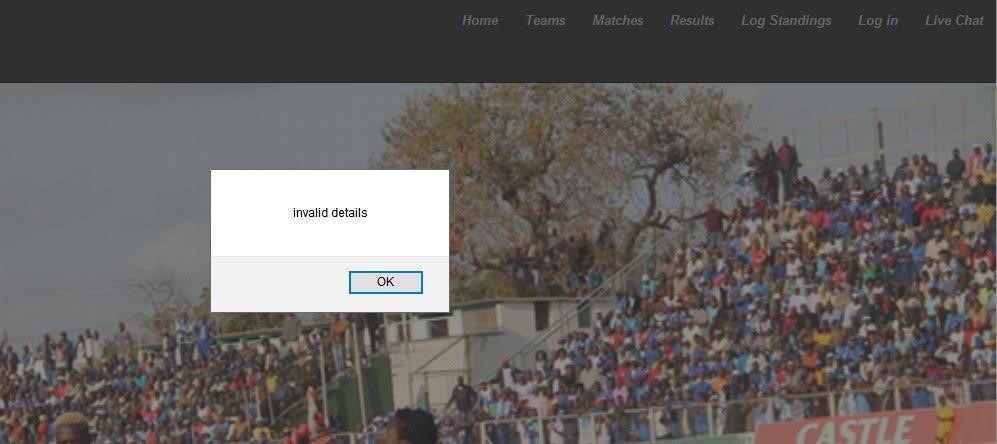 Home Teams Matches Results Log Standings Log in Live Chat
invalid details
OK
CASTLE